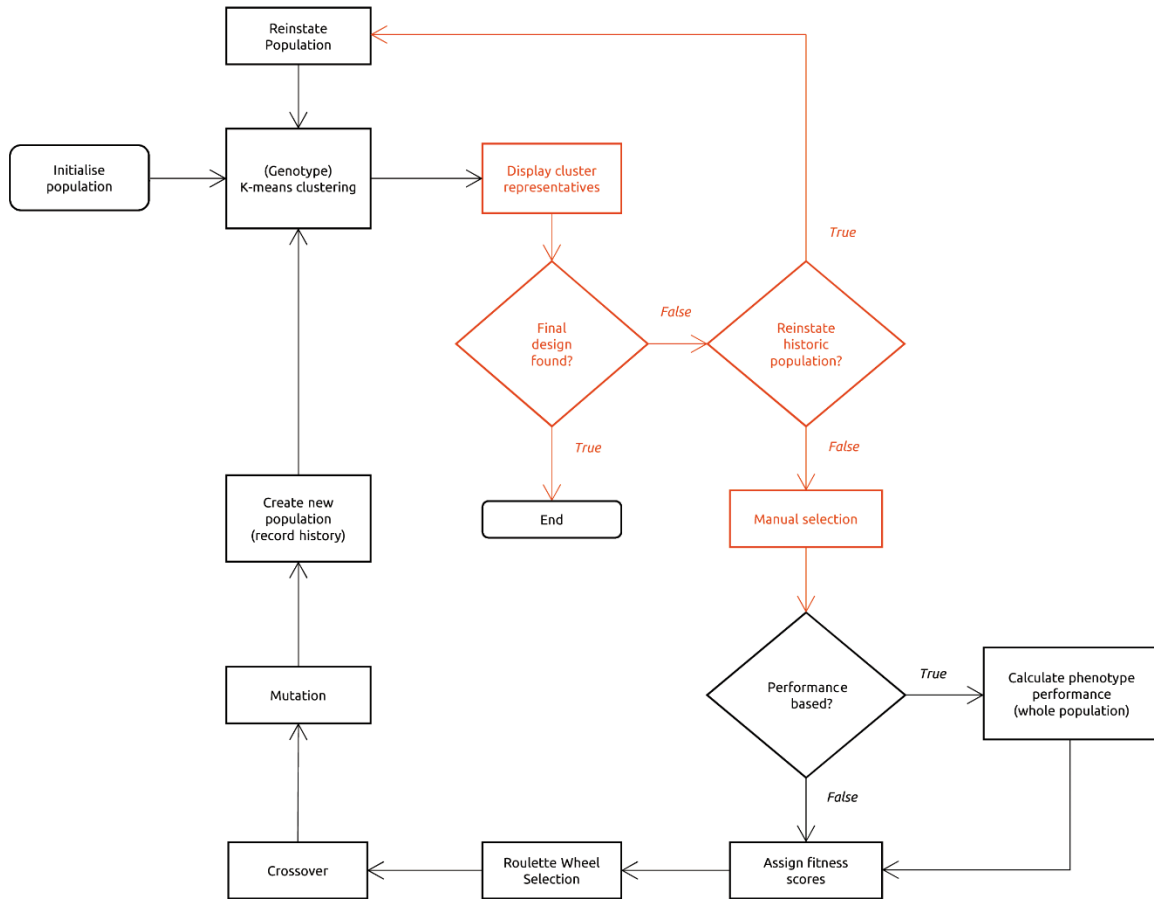 Reinstate
Population
Initialise
population
(Genotype)
K-means clustering
Display cluster
representatives
True
Final
design
found?
False
Reinstate
historic
population?
True
False
Create new
population
(record history)
End
Manual selection
Mutation
Performance
based?
True
Calculate phenotype
performance
(whole population)
False
Crossover
Roulette Wheel
Selection
Assign fitness
scores